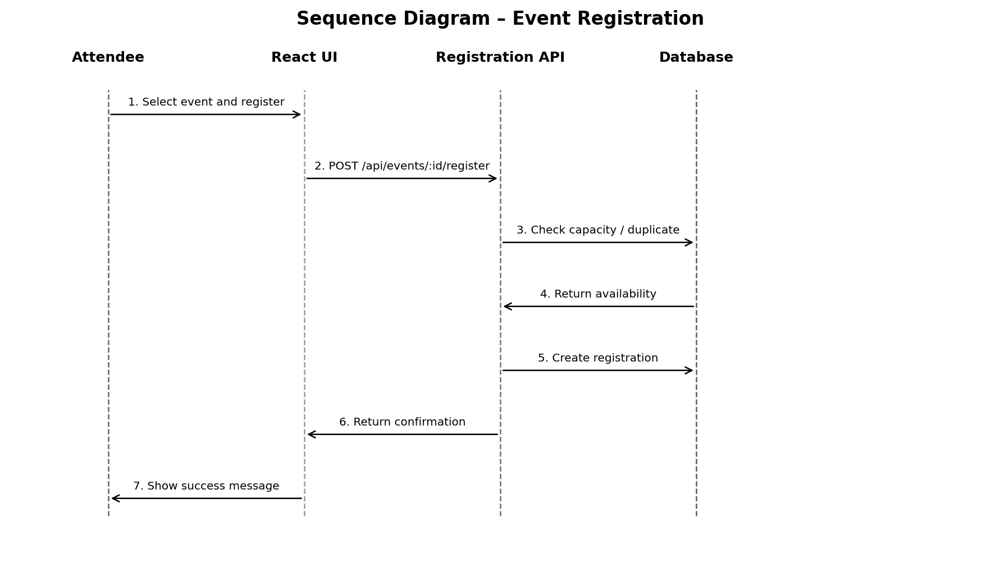 Sequence Diagram – Event Registration
Attendee
React UI
Registration API
Database
1. Select event and register
2. POST /api/events/:id/register
3. Check capacity / duplicate
4. Return availability
5. Create registration
6. Return confirmation
7. Show success message